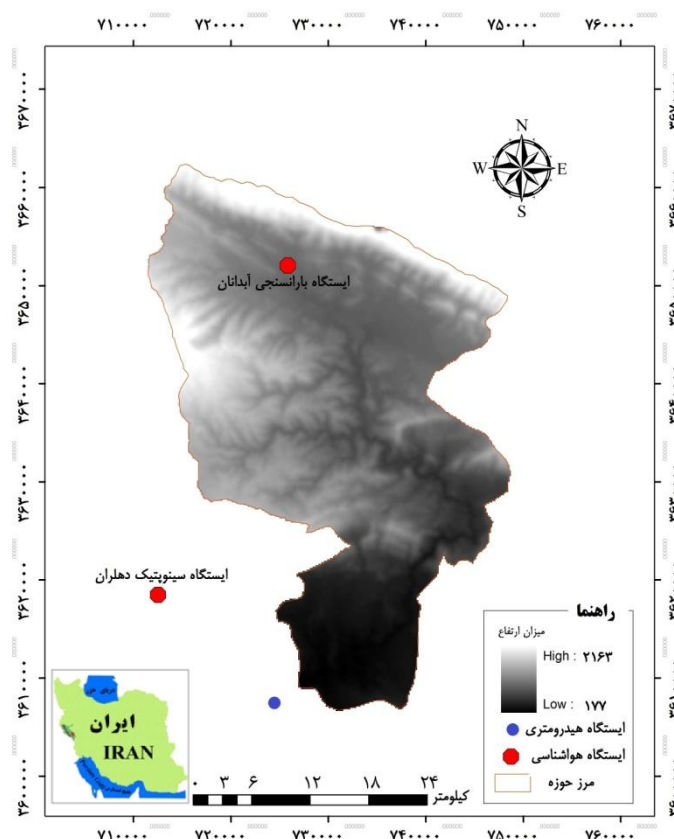 ۷۱۰۰۰۰ ۷۲۰۰۰۰ ۷۳۰۰۰۰ ۷۴۰۰۰۰ ۷۵۰۰۰۰ ۷۶۰۰۰۰
۳۶۷۰۰۰۰ ۳۶۶۰۰۰۰ ۳۶۵۰۰۰۰ ۳۶۴۰۰۰۰ ۳۶۳۰۰۰۰ ۳۶۲۰۰۰۰ ۳۶۱۰۰۰۰ ۳۶۰۰۰۰۰
N
W E
S
ایستگاه بارانسنجی آبدانان
ایستگاه سینوپتیک دهلران
راهنما
میزان ارتفاع
High : ۲۱۶۳
Low : ۱۷۷
ایستگاه هیدرومتری
ایستگاه هواشناسی
مرز حوزه
ایران
IRAN
۰ ۳ ۶ ۱۲ ۱۸ ۲۴
کیلومتر
۷۱۰۰۰۰ ۷۲۰۰۰۰ ۷۳۰۰۰۰ ۷۴۰۰۰۰ ۷۵۰۰۰۰ ۷۶۰۰۰۰